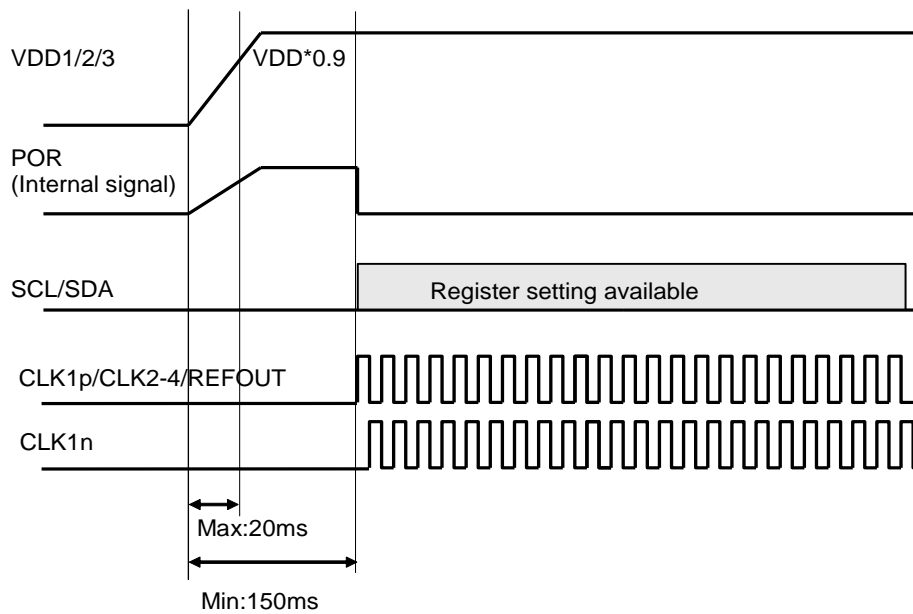 VDD1/2/3
VDD*0.9
POR
(Internal signal)
SCL/SDA
Register setting available
CLK1p/CLK2-4/REFOUT
CLK1n
Max:20ms
Min:150ms